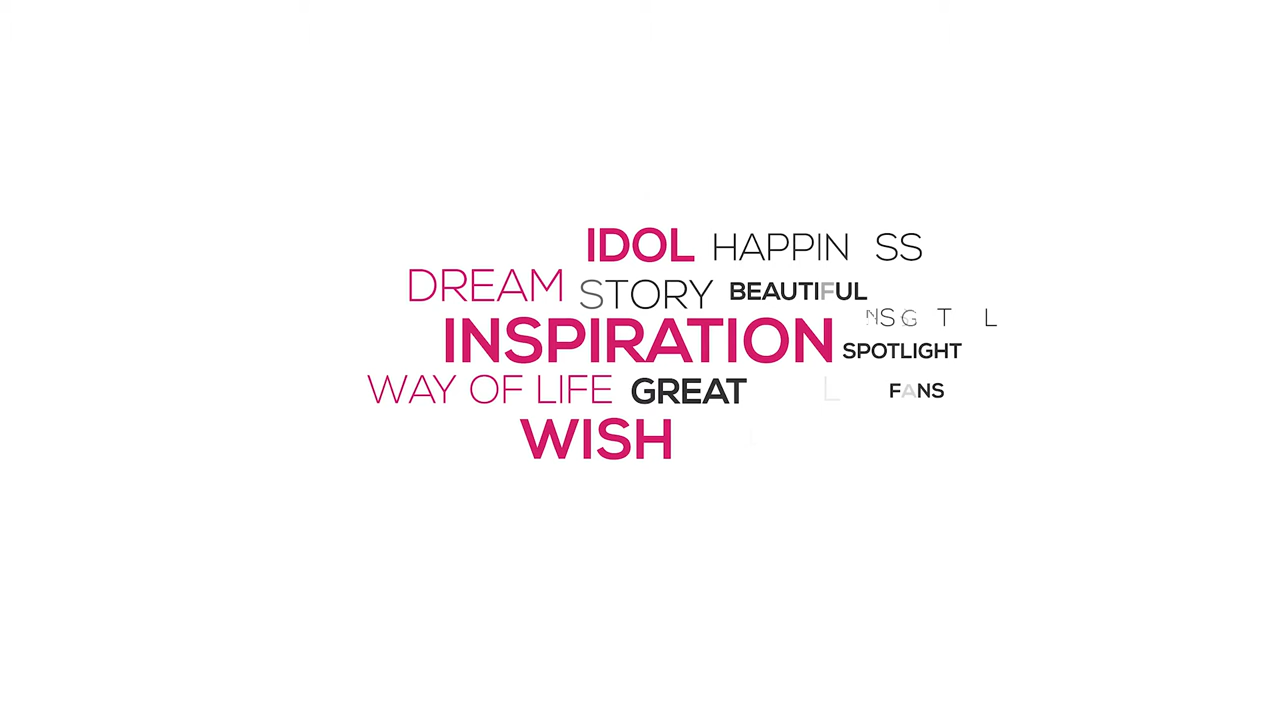 IDOL HAPPIN SS
DREAM STORY BEAUTIFUL
INSPIRATION SPOTLIGHT
WAY OF LIFE GREAT FANS
WISH